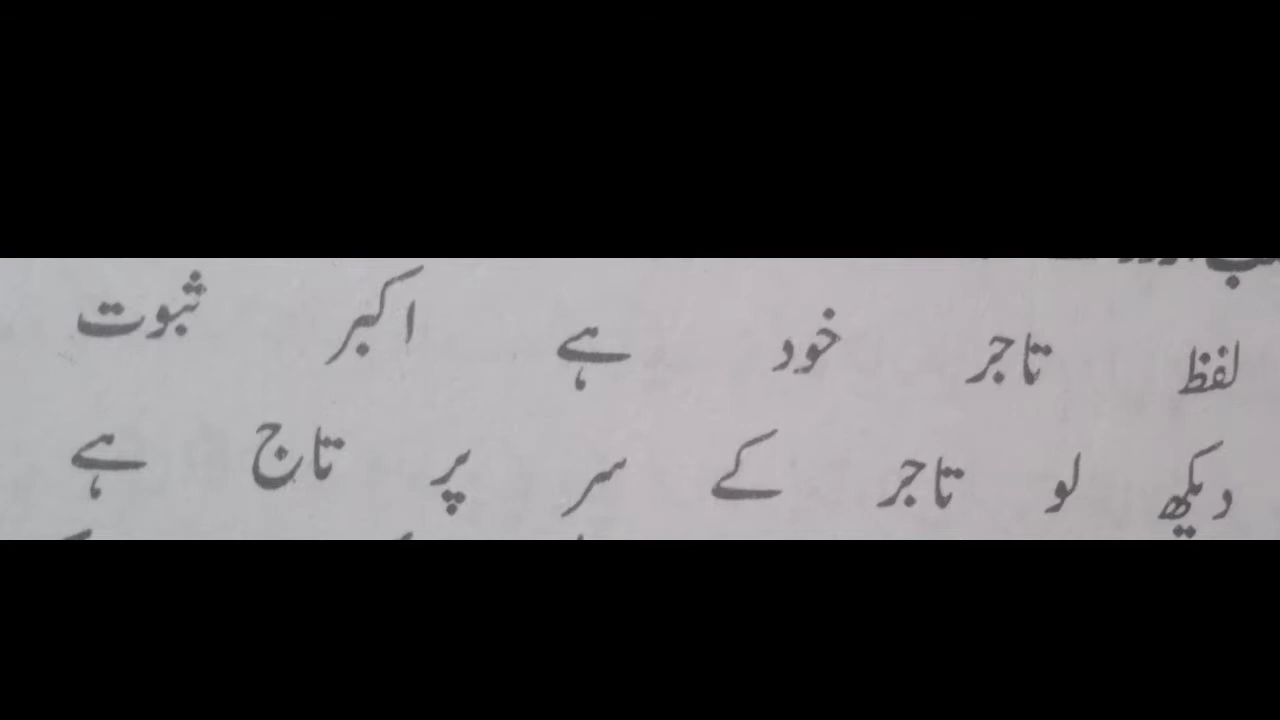 لفظ تاجر خود ہے اکبر ثبوت
دیکھ لو تاجر کے سر پر تاج ہے